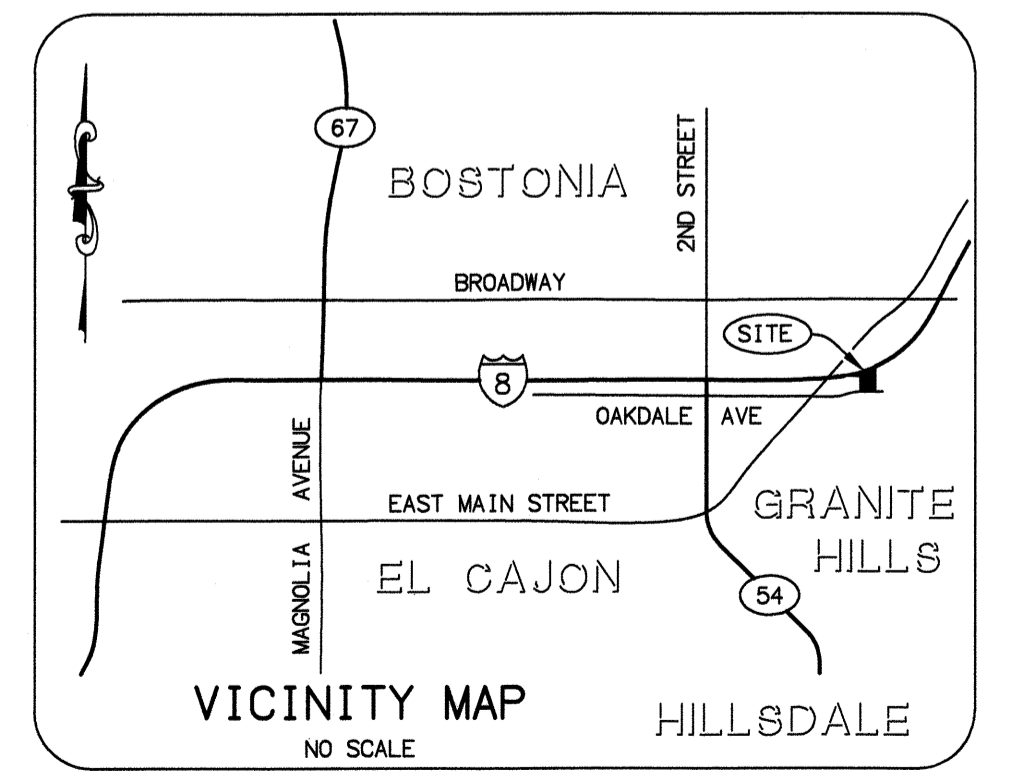 67
BOSTONIA
2ND STREET
BROADWAY
SITE
8
OAKDALE AVE
MAGNOLIA AVENUE
EAST MAIN STREET
GRANITE
HILLS
EL CAJON
54
VICINITY MAP
NO SCALE
HILLSDALE